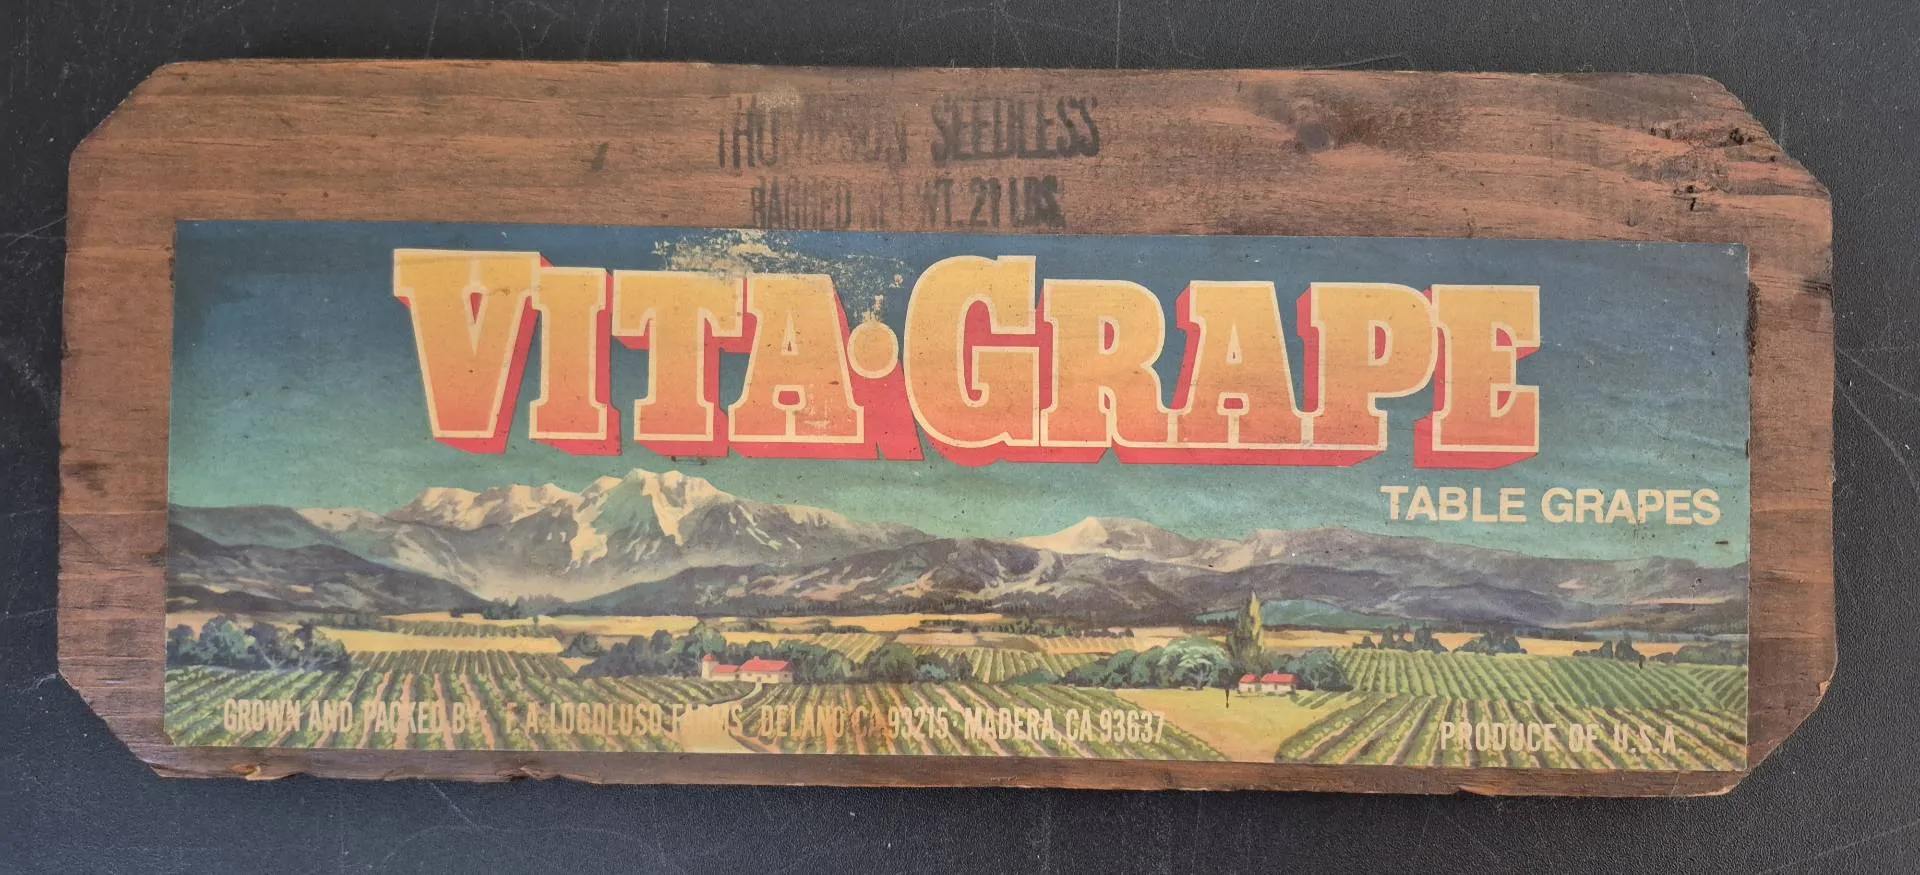 THOMPSON SEEDLESS
BAGGED NET WT. 21 LBS.
VITA•GRAPE
TABLE GRAPES
GROWN AND PACKED BY: F. A. LOGOLUSO FARMS DELANO CA 93215 · MADERA, CA 93637
PRODUCE OF U.S.A.